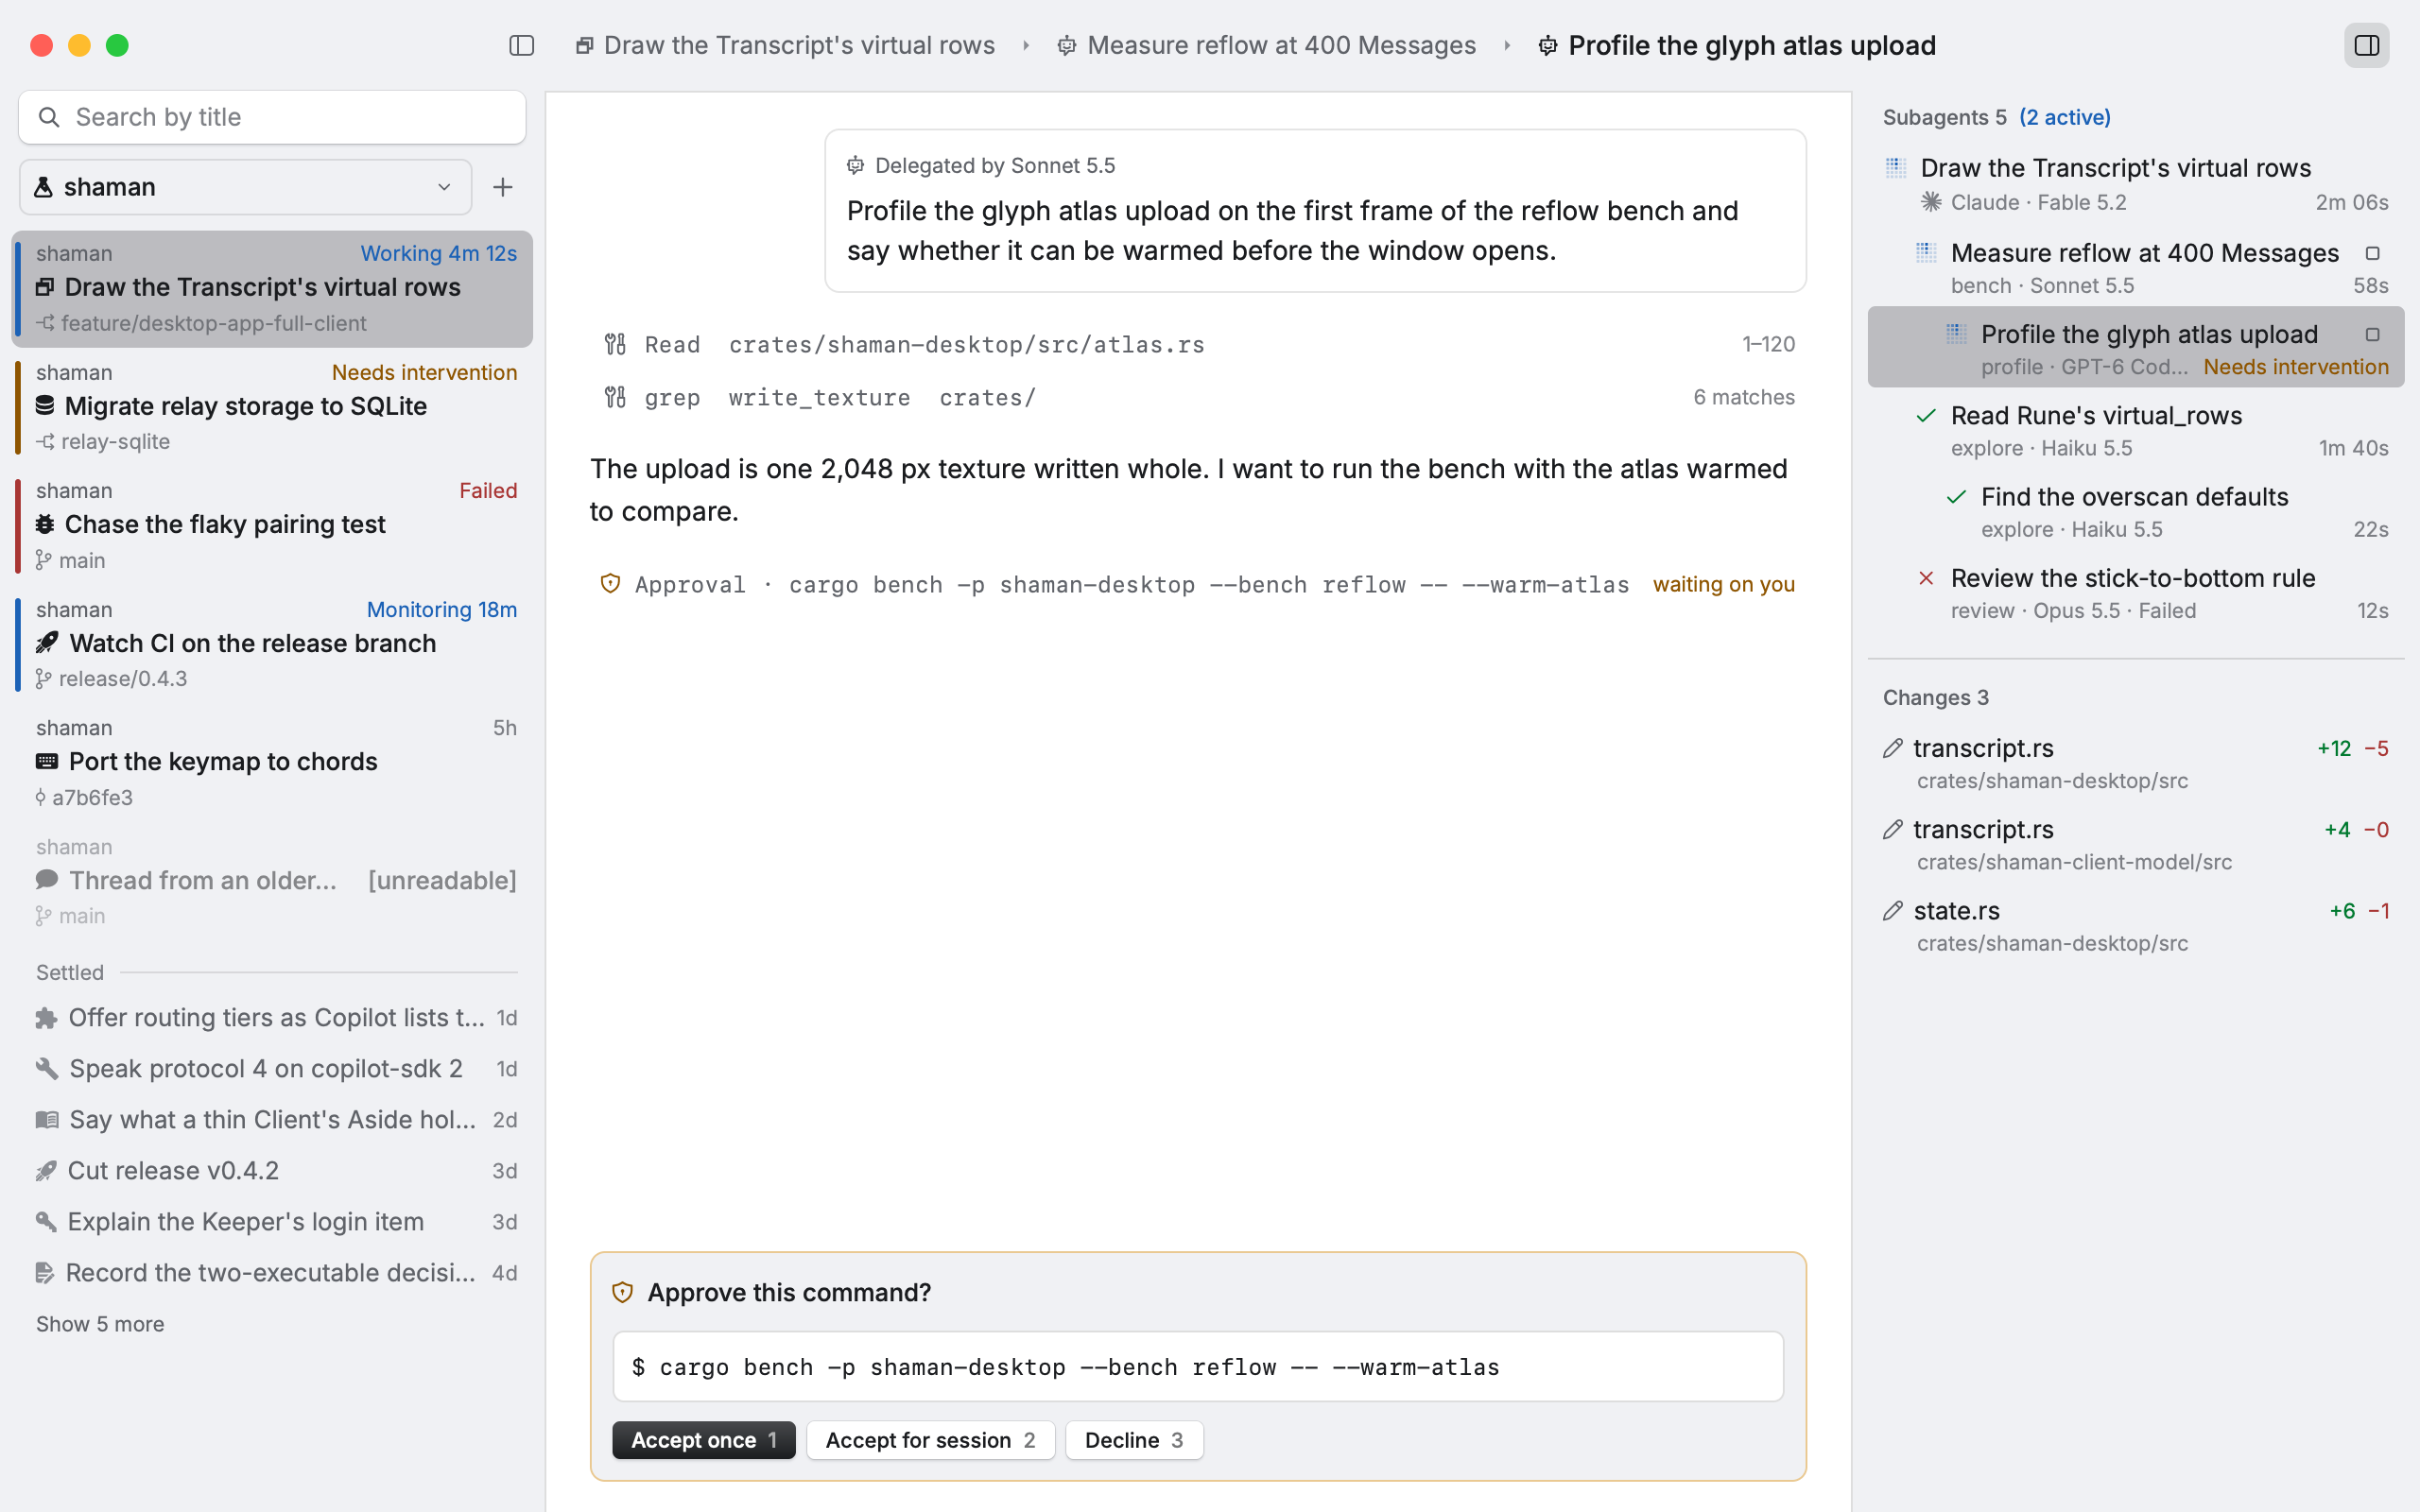 Draw the Transcript's virtual rows
Measure reflow at 400 Messages
Profile the glyph atlas upload
Search by title
shaman
shaman
Working 4m 12s
Draw the Transcript's virtual rows
feature/desktop-app-full-client
shaman
Needs intervention
Migrate relay storage to SQLite
relay-sqlite
shaman
Failed
Chase the flaky pairing test
main
shaman
Monitoring 18m
Watch CI on the release branch
release/0.4.3
shaman
5h
Port the keymap to chords
a7b6fe3
shaman
Thread from an older... [unreadable]
main
Settled
Offer routing tiers as Copilot lists t... 1d
Speak protocol 4 on copilot-sdk 2 1d
Say what a thin Client's Aside hol... 2d
Cut release v0.4.2 3d
Explain the Keeper's login item 3d
Record the two-executable decisi... 4d
Show 5 more
Delegated by Sonnet 5.5
Profile the glyph atlas upload on the first frame of the reflow bench and
say whether it can be warmed before the window opens.
Read crates/shaman-desktop/src/atlas.rs 1–120
grep write_texture crates/ 6 matches
The upload is one 2,048 px texture written whole. I want to run the bench with the atlas warmed
to compare.
Approval · cargo bench -p shaman-desktop --bench reflow -- --warm-atlas waiting on you
Approve this command?
$ cargo bench -p shaman-desktop --bench reflow -- --warm-atlas
Accept once 1
Accept for session 2
Decline 3
Subagents 5 (2 active)
Draw the Transcript's virtual rows
Claude · Fable 5.2 2m 06s
Measure reflow at 400 Messages
bench · Sonnet 5.5 58s
Profile the glyph atlas upload
profile · GPT-6 Cod... Needs intervention
Read Rune's virtual_rows
explore · Haiku 5.5 1m 40s
Find the overscan defaults
explore · Haiku 5.5 22s
Review the stick-to-bottom rule
review · Opus 5.5 · Failed 12s
Changes 3
transcript.rs +12 −5
crates/shaman-desktop/src
transcript.rs +4 −0
crates/shaman-client-model/src
state.rs +6 −1
crates/shaman-desktop/src